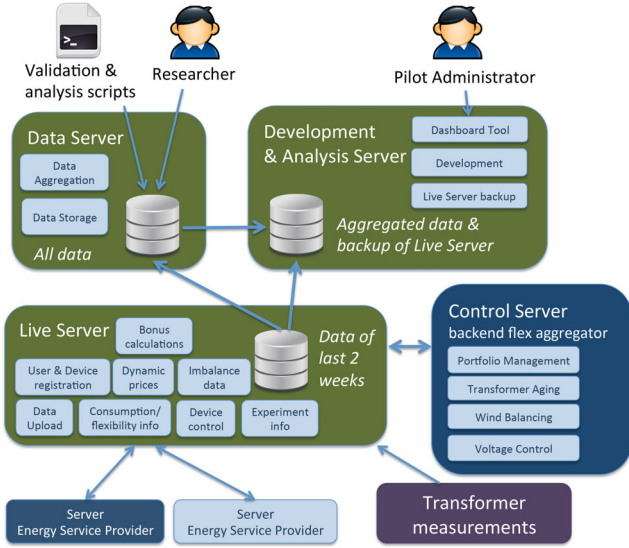 >_
Validation &
analysis scripts
Researcher
Pilot Administrator
Data Server
Data
Aggregation
Data Storage
All data
Development
& Analysis Server
Dashboard Tool
Development
Live Server backup
Aggregated data &
backup of Live Server
Live Server
Bonus
calculations
User & Device
registration
Dynamic
prices
Imbalance
data
Data
Upload
Consumption/
flexibility info
Device
control
Experiment
info
Data of
last 2
weeks
Control Server
backend flex aggregator
Portfolio Management
Transformer Aging
Wind Balancing
Voltage Control
Server
Energy Service Provider
Server
Energy Service Provider
Transformer
measurements